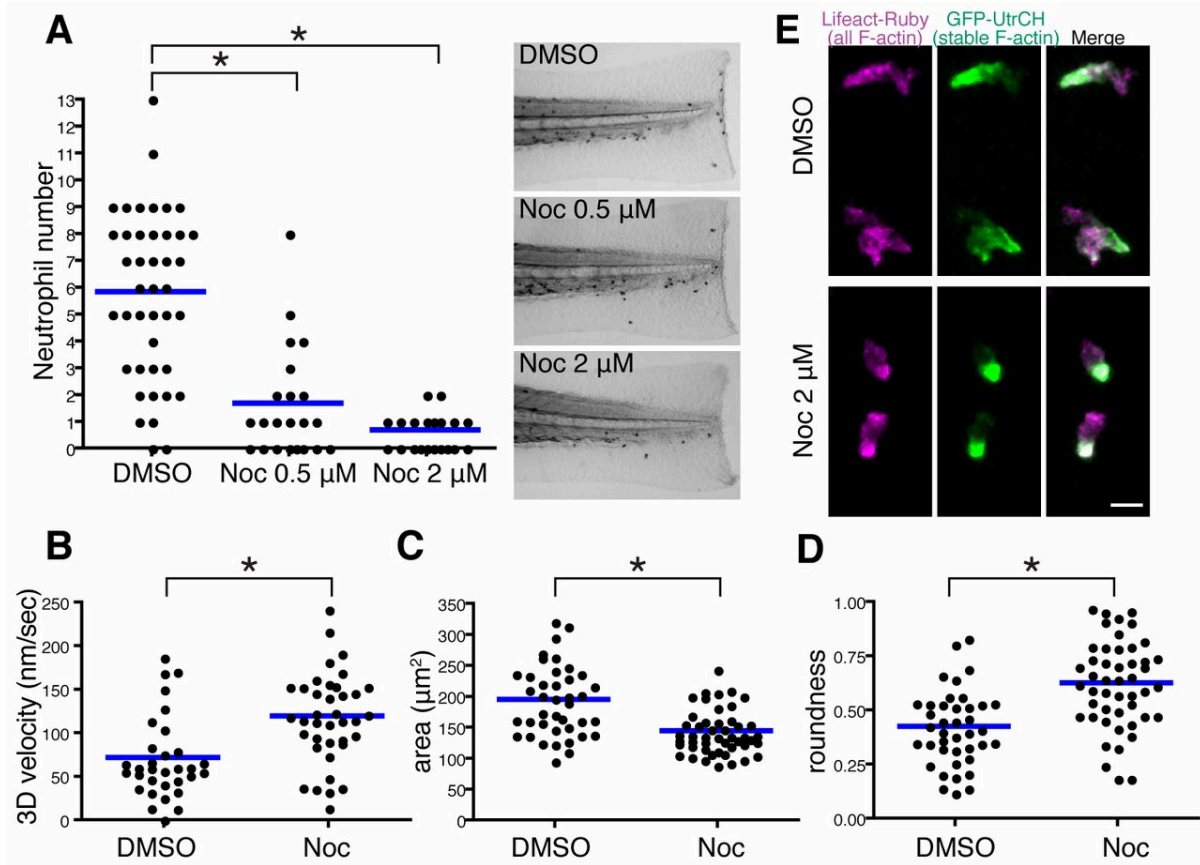 A
*
*
Neutrophil number
13
12
11
10
9
8
7
6
5
4
3
2
1
0
DMSO Noc 0.5 µM Noc 2 µM
DMSO
Noc 0.5 µM
Noc 2 µM
E
Lifeact-Ruby GFP-UtrCH
(all F-actin) (stable F-actin) Merge
DMSO
Noc 2 µM
B
*
3D velocity (nm/sec)
250
200
150
100
50
0
DMSO Noc
C
*
area (µm²)
350
300
250
200
150
100
50
0
DMSO Noc
D
*
roundness
1.00
0.75
0.50
0.25
0.00
DMSO Noc